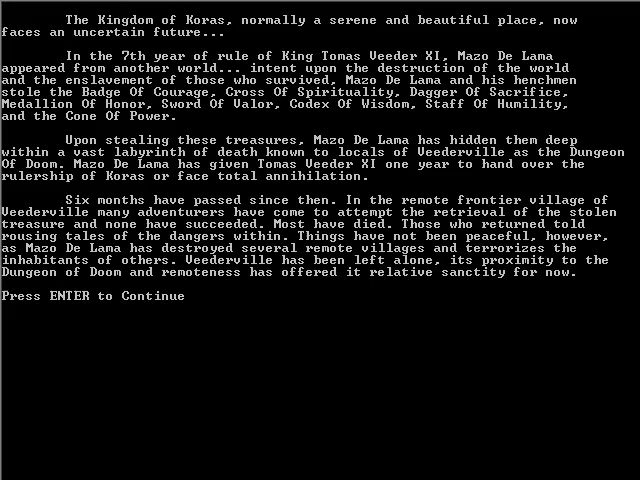 The Kingdom of Koras, normally a serene and beautiful place, now
faces an uncertain future...
In the 7th year of rule of King Tomas Veeder XI, Mazo De Lama
appeared from another world... intent upon the destruction of the world
and the enslavement of those who survived, Mazo De Lama and his henchmen
stole the Badge Of Courage, Cross Of Spirituality, Dagger Of Sacrifice,
Medallion Of Honor, Sword Of Valor, Codex Of Wisdom, Staff Of Humility,
and the Cone Of Power.
Upon stealing these treasures, Mazo De Lama has hidden them deep
within a vast labyrinth of death known to locals of Veederville as the Dungeon
Of Doom. Mazo De Lama has given Tomas Veeder XI one year to hand over the
rulership of Koras or face total annihilation.
Six months have passed since then. In the remote frontier village of
Veederville many adventurers have come to attempt the retrieval of the stolen
treasure and none have succeeded. Most have died. Those who returned told
rousing tales of the dangers within. Things have not been peaceful, however,
as Mazo De Lama has destroyed several remote villages and terrorizes the
inhabitants of others. Veederville has been left alone, its proximity to the
Dungeon of Doom and remoteness has offered it relative sanctity for now.
Press ENTER to Continue